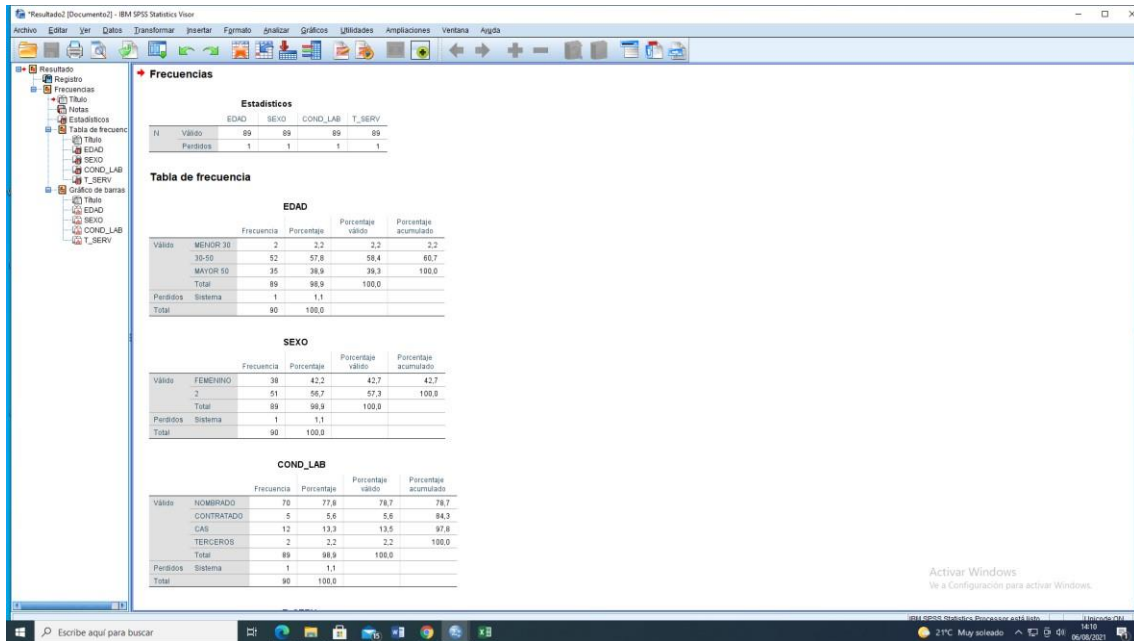 *Resultado2 [Documento2] - IBM SPSS Statistics Visor
Archivo Editar Ver Datos Transformar Insertar Formato Analizar Gráficos Utilidades Ampliaciones Ventana Ayuda
Resultado
Registro
Frecuencias
Título
Notas
Estadísticos
Tabla de frecuenc
Título
EDAD
SEXO
COND_LAB
T_SERV
Gráfico de barras
Título
EDAD
SEXO
COND_LAB
T_SERV
Frecuencias
Estadísticos
EDAD SEXO COND_LAB T_SERV
N Válido 89 89 89 89
Perdidos 1 1 1 1
Tabla de frecuencia
EDAD
Frecuencia Porcentaje Porcentaje válido Porcentaje acumulado
Válido MENOR 30 2 2,2 2,2 2,2
30-50 52 57,8 58,4 60,7
MAYOR 50 35 38,9 39,3 100,0
Total 89 98,9 100,0
Perdidos Sistema 1 1,1
Total 90 100,0
SEXO
Frecuencia Porcentaje Porcentaje válido Porcentaje acumulado
Válido FEMENINO 38 42,2 42,7 42,7
2 51 56,7 57,3 100,0
Total 89 98,9 100,0
Perdidos Sistema 1 1,1
Total 90 100,0
COND_LAB
Frecuencia Porcentaje Porcentaje válido Porcentaje acumulado
Válido NOMBRADO 70 77,8 78,7 78,7
CONTRATADO 5 5,6 5,6 84,3
CAS 12 13,3 13,5 97,8
TERCEROS 2 2,2 2,2 100,0
Total 89 98,9 100,0
Perdidos Sistema 1 1,1
Total 90 100,0
Activar Windows
Ve a Configuración para activar Windows.
IBM SPSS Statistics Processor está listo Unicode:ON
Escribe aquí para buscar
15
21°C Muy soleado
14:10
06/08/2021